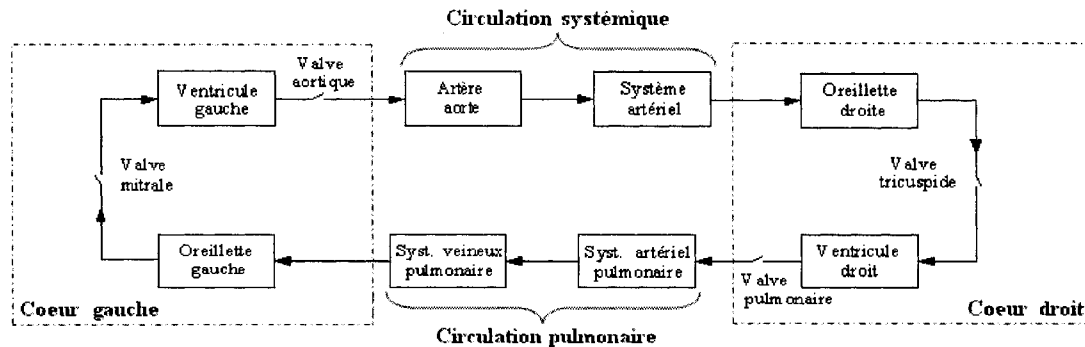 Circulation systémique
Valve
aortique
Ventricule
gauche
Artère
aorte
Système
artériel
Oreillette
droite
Valve
mitrale
Valve
tricuspide
Oreillette
gauche
Syst. veineux
pulmonaire
Syst. artériel
pulmonaire
Ventricule
droit
Valve
pulmonaire
Coeur gauche
Coeur droit
Circulation pulmonaire